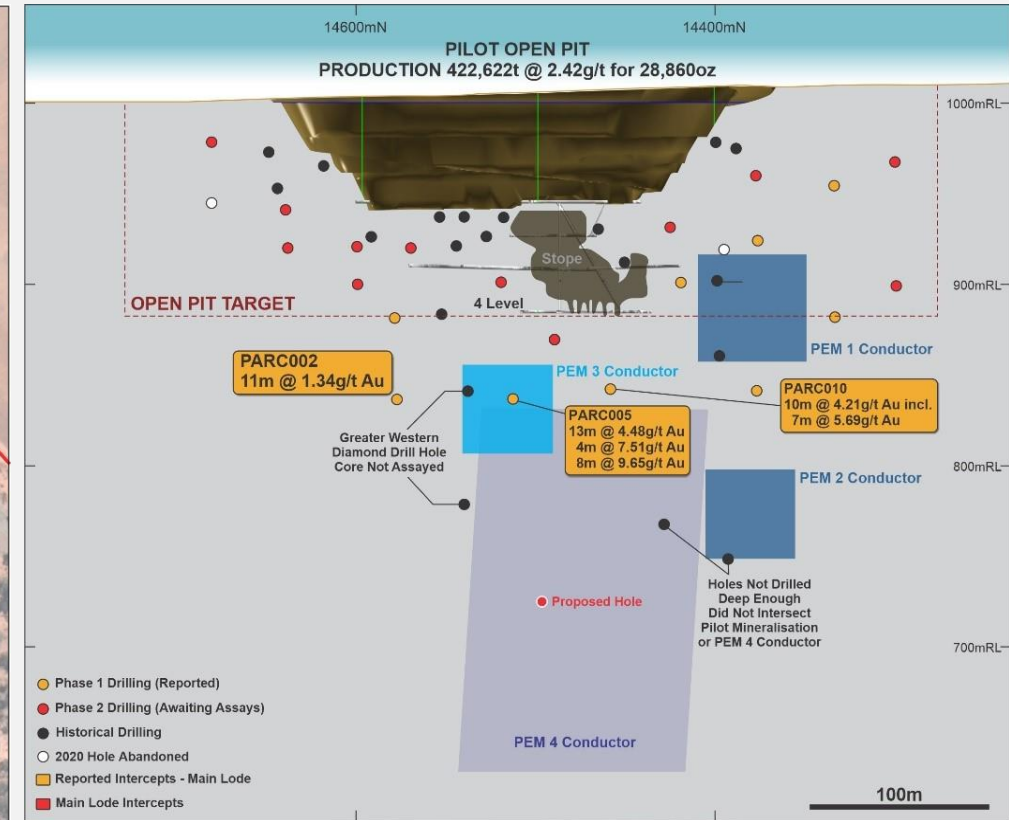 14600mN
14400mN
PILOT OPEN PIT
PRODUCTION 422,622t @ 2.42g/t for 28,860oz
1000mRL
Stope
900mRL
OPEN PIT TARGET
4 Level
PEM 1 Conductor
PARC002
11m @ 1.34g/t Au
PEM 3 Conductor
PARC010
10m @ 4.21g/t Au incl.
7m @ 5.69g/t Au
PARC005
13m @ 4.48g/t Au
4m @ 7.51g/t Au
8m @ 9.65g/t Au
Greater Western
Diamond Drill Hole
Core Not Assayed
800mRL
PEM 2 Conductor
Holes Not Drilled
Deep Enough
Did Not Intersect
Pilot Mineralisation
or PEM 4 Conductor
Proposed Hole
700mRL
PEM 4 Conductor
Phase 1 Drilling (Reported)
Phase 2 Drilling (Awaiting Assays)
Historical Drilling
2020 Hole Abandoned
Reported Intercepts - Main Lode
Main Lode Intercepts
100m